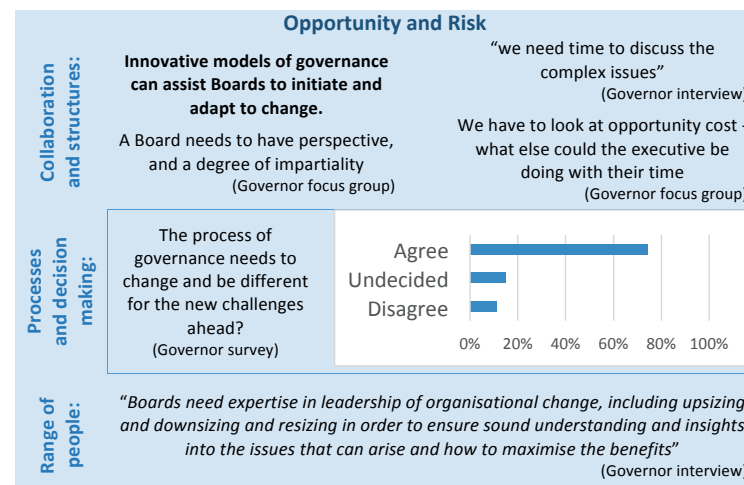 Opportunity and Risk
Collaboration
and structures:
Innovative models of governance
can assist Boards to initiate and
adapt to change.
A Board needs to have perspective,
and a degree of impartiality
(Governor focus group)
“we need time to discuss the
complex issues”
(Governor interview)
We have to look at opportunity cost -
what else could the executive be
doing with their time
(Governor focus group)
Processes
and decision
making:
The process of
governance needs to
change and be different
for the new challenges
ahead?
(Governor survey)
Agree
Undecided
Disagree
0% 20% 40% 60% 80% 100%
Range of
people:
“Boards need expertise in leadership of organisational change, including upsizing
and downsizing and resizing in order to ensure sound understanding and insights
into the issues that can arise and how to maximise the benefits”
(Governor interview)